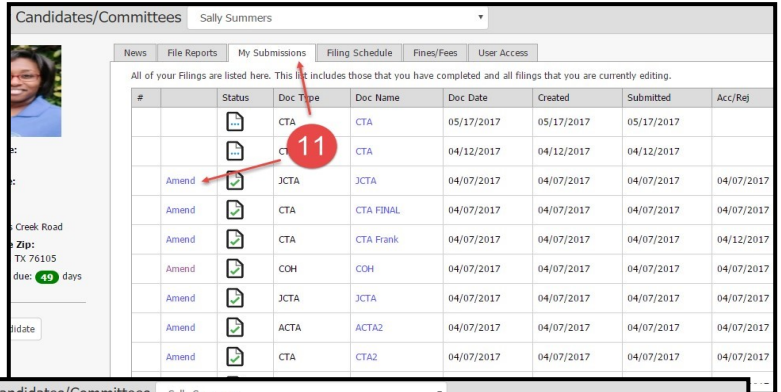 Candidates/Committees Sally Summers
News File Reports My Submissions Filing Schedule Fines/Fees User Access
All of your Filings are listed here. This list includes those that you have completed and all filings that you are currently editing.
# Status Doc Type Doc Name Doc Date Created Submitted Acc/Rej
CTA CTA 05/17/2017 05/17/2017 05/17/2017
CTA 04/12/2017 04/12/2017 04/12/2017
11
Amend JCTA JCTA 04/07/2017 04/07/2017 04/07/2017 04/07/2017
Amend CTA CTA FINAL 04/07/2017 04/07/2017 04/07/2017 04/07/2017
Creek Road
Amend CTA CTA Frank 04/07/2017 04/07/2017 04/07/2017 04/12/2017
Zip:
TX 76105
due: 49 days
Amend COH COH 04/07/2017 04/07/2017 04/07/2017 04/07/2017
Amend JCTA JCTA 04/07/2017 04/07/2017 04/07/2017 04/07/2017
didate
Amend ACTA ACTA2 04/07/2017 04/07/2017 04/07/2017 04/07/2017
Amend CTA CTA2 04/07/2017 04/07/2017 04/07/2017 04/07/2017